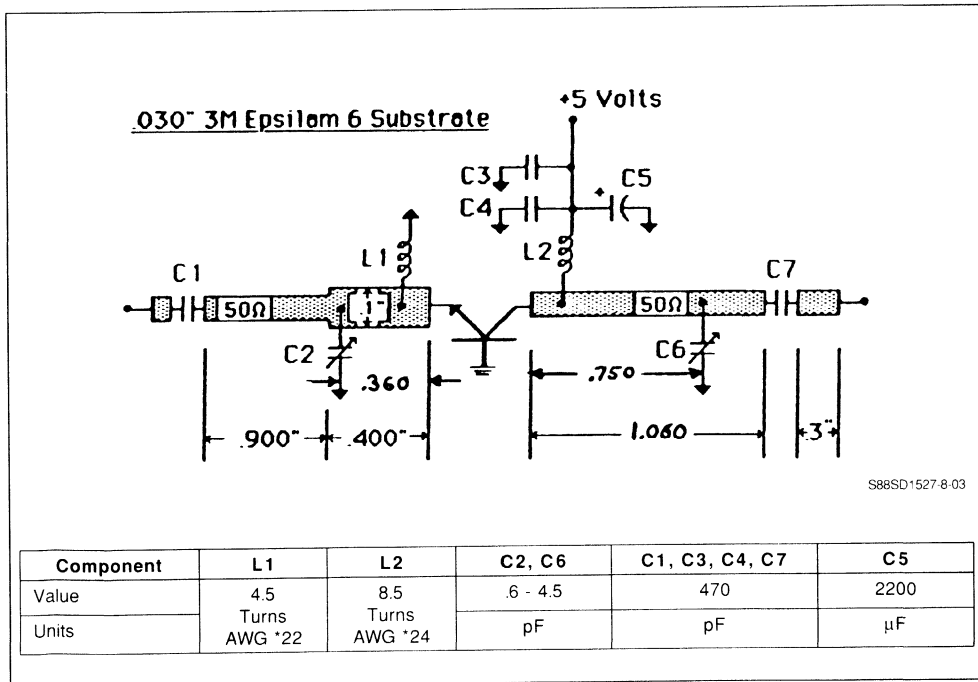 +5 Volts
.030" 3M Epsilam 6 Substrate
C3
C5
+
C4
L1
L2
C1
C7
50Ω
.1"
50Ω
C2
C6
.360
.750
.900"
.400"
1.060
.3"
S88SD1527-8-03
Component L1 L2 C2, C6 C1, C3, C4, C7 C5
Value 4.5 8.5 .6 - 4.5 470 2200
Units Turns AWG *22 Turns AWG *24 pF pF µF